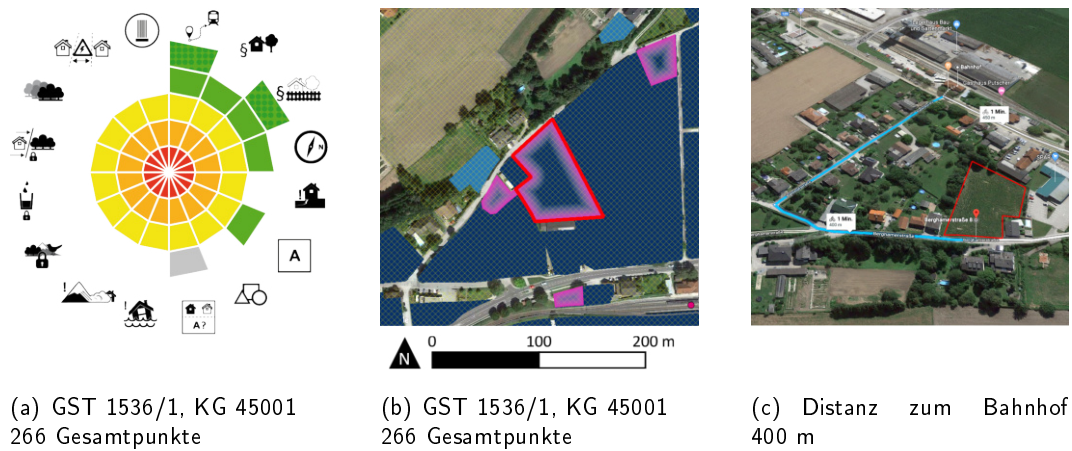 §
§
N
!
A
!
!
A?
N
0 100 200 m
Bahnhof
1 Min.
400 m
1 Min.
400 m
(a) GST 1536/1, KG 45001
266 Gesamtpunkte
(b) GST 1536/1, KG 45001
266 Gesamtpunkte
(c) Distanz zum Bahnhof
400 m